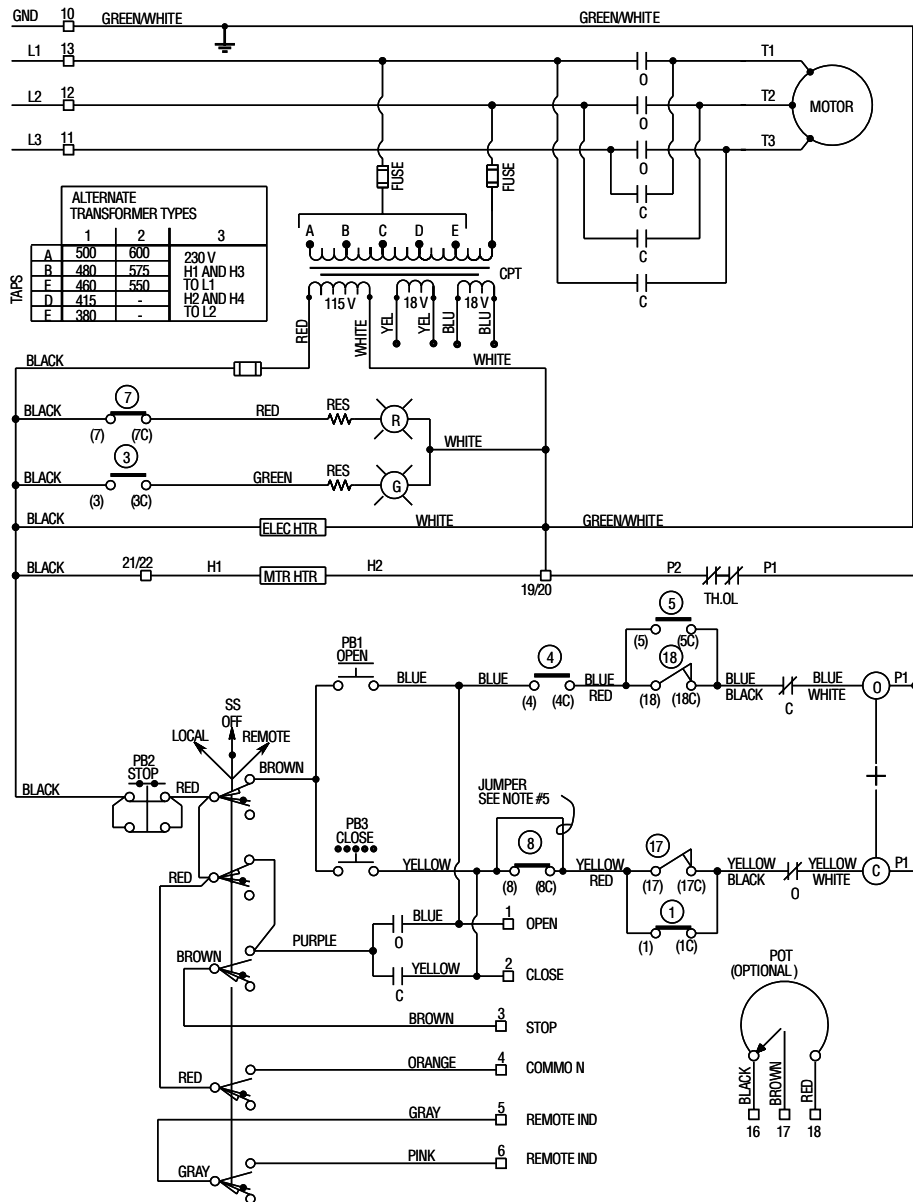 GND 10 GREEN/WHITE GREEN/WHITE
L1 13 O T1
L2 12 O T2 MOTOR
L3 11 O T3
FUSE FUSE
C
C
C
ALTERNATE
TRANSFORMER TYPES
1 2 3
TAPS
A 500 600 230 V
B 480 575 H1 AND H3
E 460 550 TO L1
D 415 - H2 AND H4
E 380 - TO L2
A B C D E
CPT
115 V 18 V 18 V
RED WHITE YEL YEL BLU BLU
BLACK WHITE
7
BLACK RED RES R
(7) (7C) WHITE
3
BLACK GREEN RES G
(3) (3C)
BLACK ELEC HTR WHITE GREEN/WHITE
BLACK 21/22 H1 MTR HTR H2 P2 P1
19/20 TH.OL
5
(5) (5C)
PB1
OPEN BLUE BLUE 4 BLUE 18 BLUE BLUE O P1
(4) (4C) RED (18) (18C) BLACK C WHITE
SS
OFF
LOCAL REMOTE
BROWN
PB2
STOP
BLACK RED
JUMPER
SEE NOTE #5
PB3
CLOSE YELLOW 8 YELLOW 17 YELLOW YELLOW C P1
(8) (8C) RED (17) (17C) BLACK O WHITE
RED
1
(1) (1C)
BLUE 1 OPEN
PURPLE O
BROWN
YELLOW 2 CLOSE
C
BROWN 3 STOP
ORANGE 4 COMMO N
RED
GRAY 5 REMOTE IND
PINK 6 REMOTE IND
GRAY
POT
(OPTIONAL)
BLACK BROWN RED
16 17 18